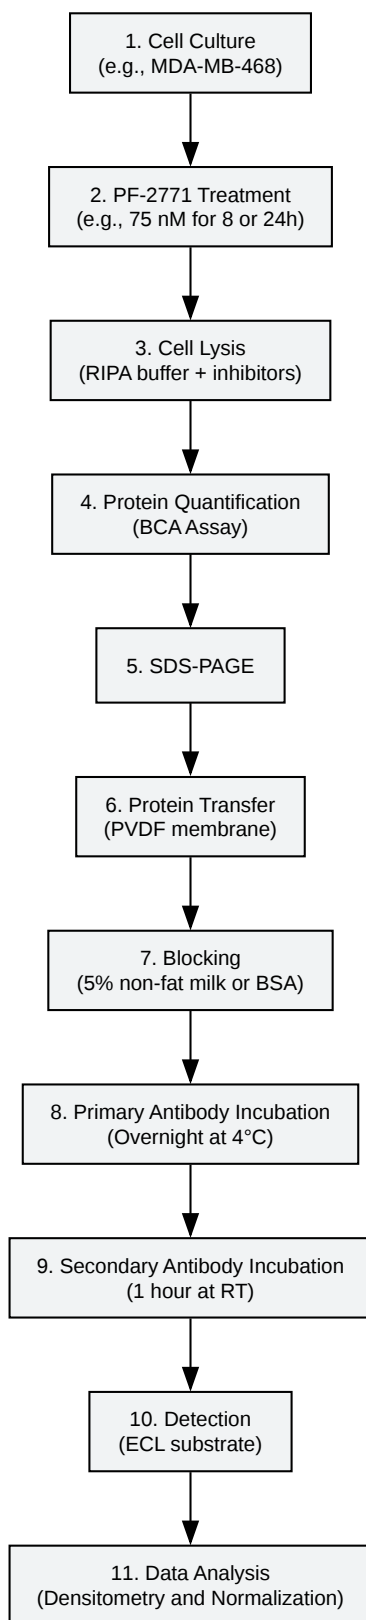 1. Cell Culture
(e.g., MDA-MB-468)
2. PF-2771 Treatment
(e.g., 75 nM for 8 or 24h)
3. Cell Lysis
(RIPA buffer + inhibitors)
4. Protein Quantification
(BCA Assay)
5. SDS-PAGE
6. Protein Transfer
(PVDF membrane)
7. Blocking
(5% non-fat milk or BSA)
8. Primary Antibody Incubation
(Overnight at 4°C)
9. Secondary Antibody Incubation
(1 hour at RT)
10. Detection
(ECL substrate)
11. Data Analysis
(Densitometry and Normalization)